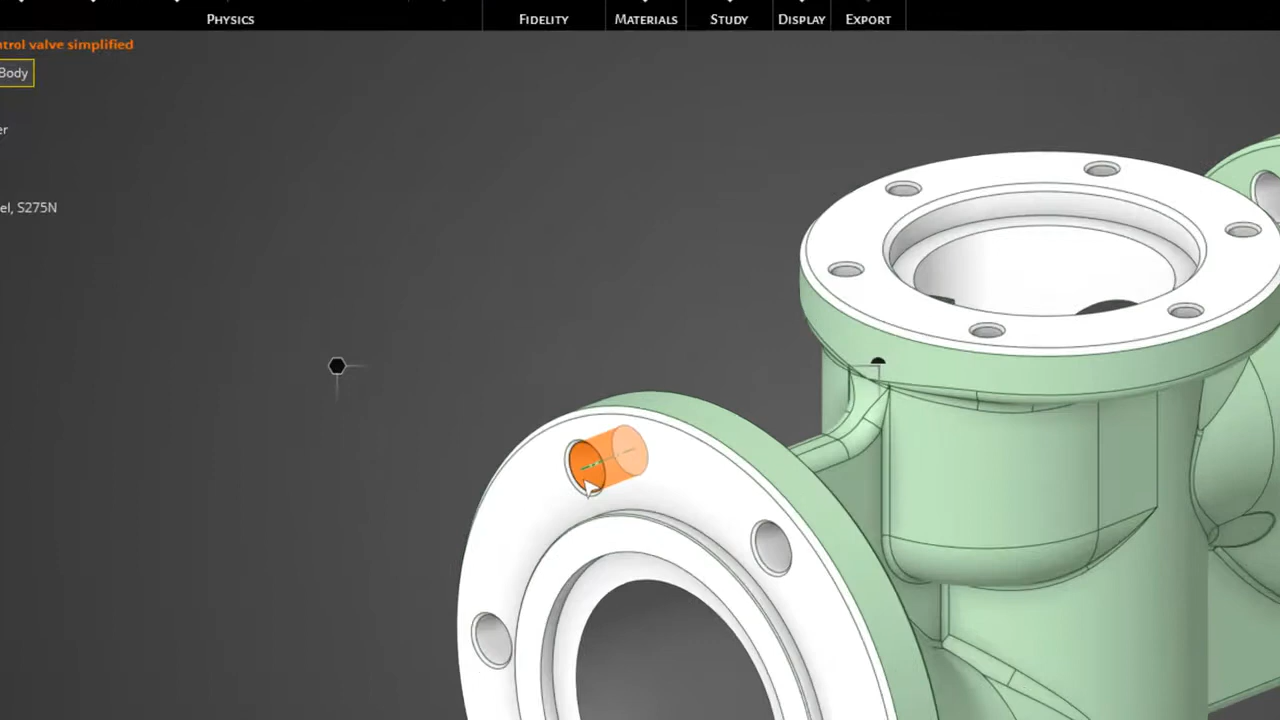 PHYSICS FIDELITY MATERIALS STUDY DISPLAY EXPORT
ntrol valve simplified
Body
er
el, S275N